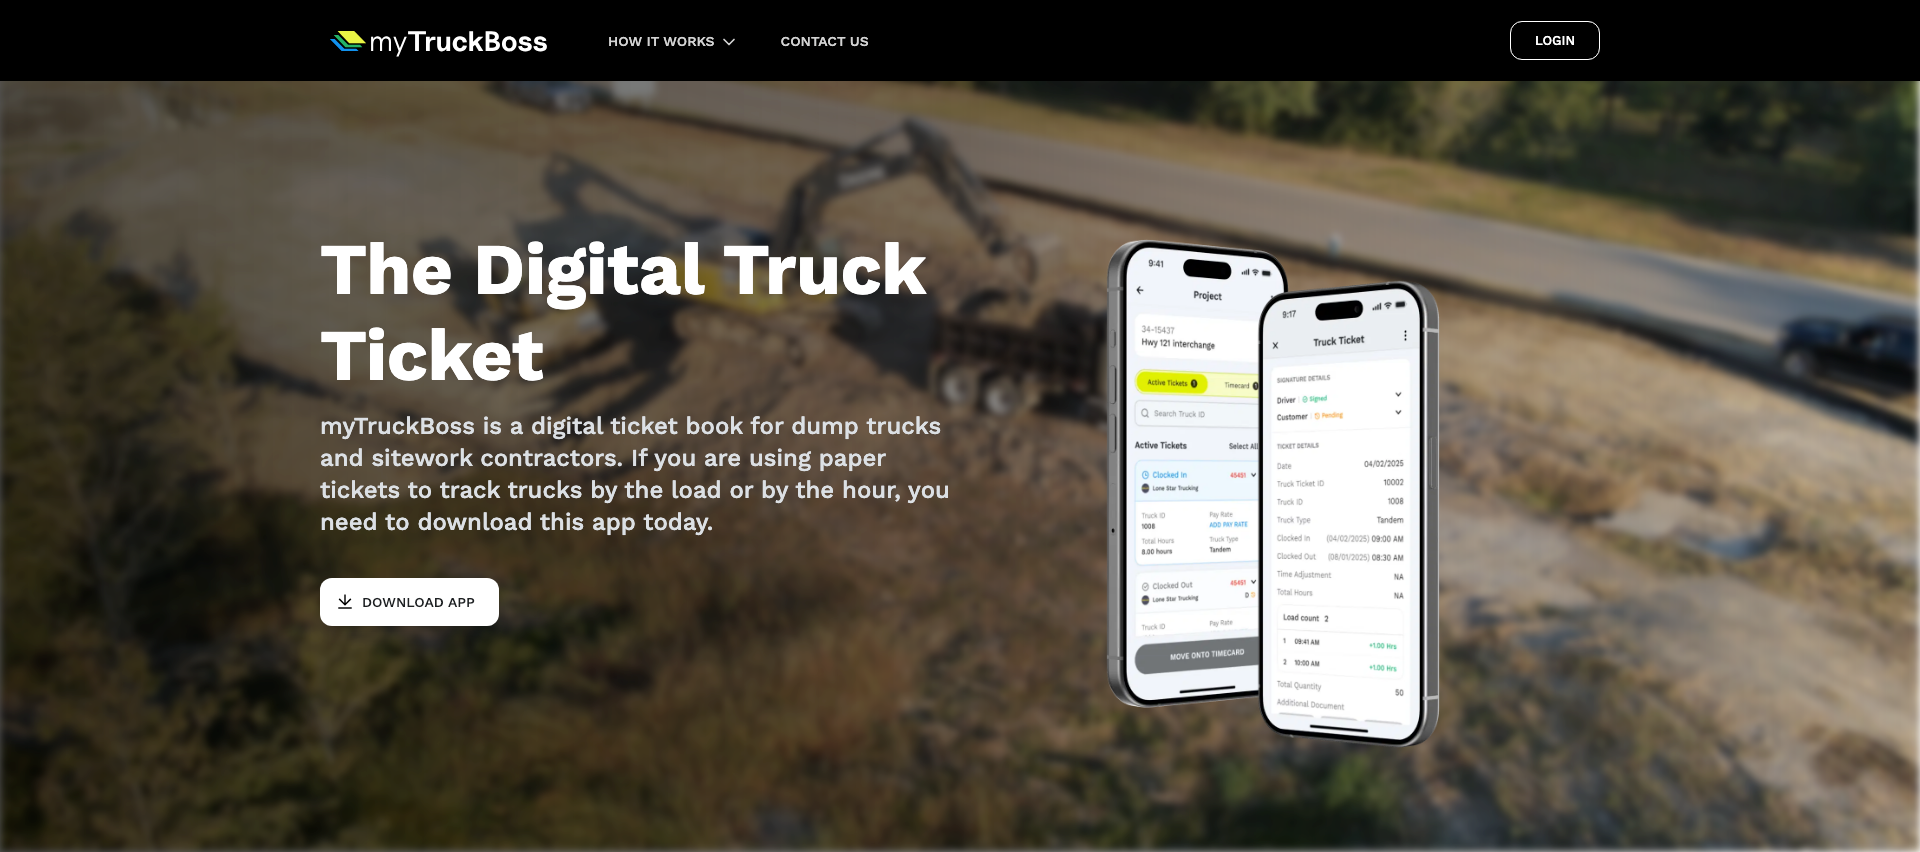 myTruckBoss
HOW IT WORKS
CONTACT US
LOGIN
The Digital Truck
Ticket
myTruckBoss is a digital ticket book for dump trucks
and sitework contractors. If you are using paper
tickets to track trucks by the load or by the hour, you
need to download this app today.
DOWNLOAD APP
9:41
Project
34-15437
Hwy 121 interchange
Active Tickets
Timecard
Search Truck ID
Active Tickets Select All
Clocked In 45451
Lone Star Trucking
Truck ID Pay Rate
1008 ADD PAY RATE
Total Hours Truck Type
8.00 hours Tandem
Clocked Out 45451
Lone Star Trucking D
Truck ID Pay Rate
MOVE ONTO TIMECARD
9:17
X Truck Ticket
SIGNATURE DETAILS
Driver Signed
Customer Pending
TICKET DETAILS
Date 04/02/2025
Truck Ticket ID 10002
Truck ID 1008
Truck Type Tandem
Clocked In (04/02/2025) 09:00 AM
Clocked Out (08/01/2025) 08:30 AM
Time Adjustment NA
Total Hours NA
Load count 2
1 09:41 AM +1.00 Hrs
2 10:00 AM +1.00 Hrs
Total Quantity 50
Additional Document